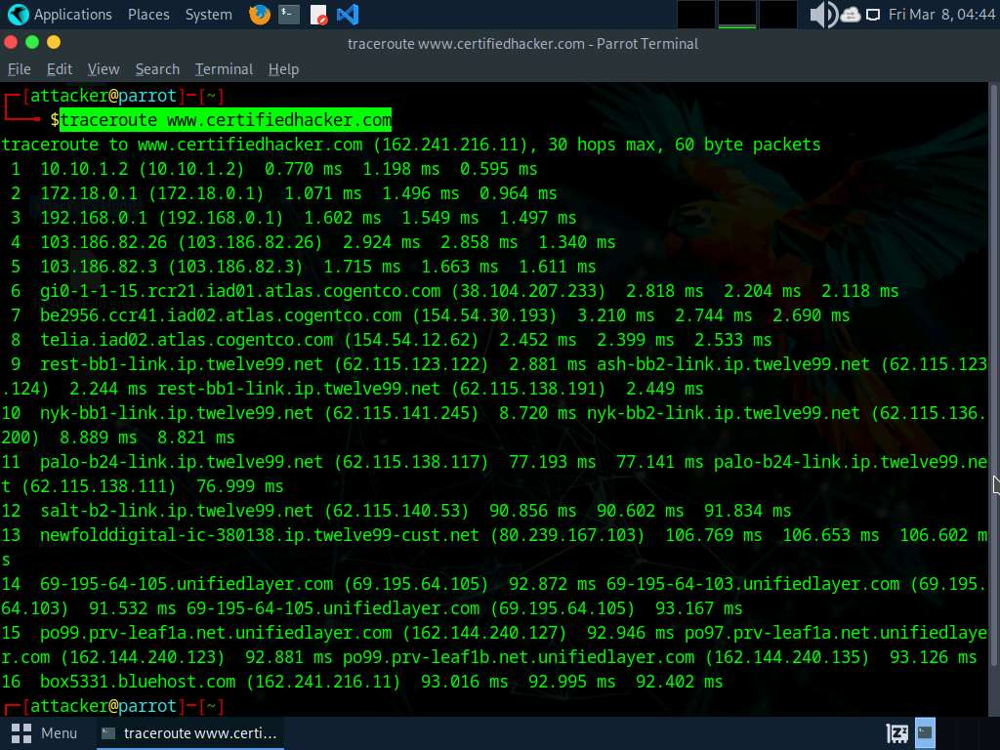 Applications Places System Fri Mar 8, 04:44
traceroute www.certifiedhacker.com - Parrot Terminal
File Edit View Search Terminal Help
┌─[attacker@parrot]─[~]
└──╼ $traceroute www.certifiedhacker.com
traceroute to www.certifiedhacker.com (162.241.216.11), 30 hops max, 60 byte packets
 1  10.10.1.2 (10.10.1.2)  0.770 ms  1.198 ms  0.595 ms
 2  172.18.0.1 (172.18.0.1)  1.071 ms  1.496 ms  0.964 ms
 3  192.168.0.1 (192.168.0.1)  1.602 ms  1.549 ms  1.497 ms
 4  103.186.82.26 (103.186.82.26)  2.924 ms  2.858 ms  1.340 ms
 5  103.186.82.3 (103.186.82.3)  1.715 ms  1.663 ms  1.611 ms
 6  gi0-1-1-15.rcr21.iad01.atlas.cogentco.com (38.104.207.233)  2.818 ms  2.204 ms  2.118 ms
 7  be2956.ccr41.iad02.atlas.cogentco.com (154.54.30.193)  3.210 ms  2.744 ms  2.690 ms
 8  telia.iad02.atlas.cogentco.com (154.54.12.62)  2.452 ms  2.399 ms  2.533 ms
 9  rest-bb1-link.ip.twelve99.net (62.115.123.122)  2.881 ms ash-bb2-link.ip.twelve99.net (62.115.123
.124)  2.244 ms rest-bb1-link.ip.twelve99.net (62.115.138.191)  2.449 ms
10  nyk-bb1-link.ip.twelve99.net (62.115.141.245)  8.720 ms nyk-bb2-link.ip.twelve99.net (62.115.136.
200)  8.889 ms  8.821 ms
11  palo-b24-link.ip.twelve99.net (62.115.138.117)  77.193 ms  77.141 ms palo-b24-link.ip.twelve99.ne
t (62.115.138.111)  76.999 ms
12  salt-b2-link.ip.twelve99.net (62.115.140.53)  90.856 ms  90.602 ms  91.834 ms
13  newfolddigital-ic-380138.ip.twelve99-cust.net (80.239.167.103)  106.769 ms  106.653 ms  106.602 m
s
14  69-195-64-105.unifiedlayer.com (69.195.64.105)  92.872 ms 69-195-64-103.unifiedlayer.com (69.195.
64.103)  91.532 ms 69-195-64-105.unifiedlayer.com (69.195.64.105)  93.167 ms
15  po99.prv-leaf1a.net.unifiedlayer.com (162.144.240.127)  92.946 ms po97.prv-leaf1a.net.unifiedlaye
r.com (162.144.240.123)  92.881 ms po99.prv-leaf1b.net.unifiedlayer.com (162.144.240.135)  93.126 ms
16  box5331.bluehost.com (162.241.216.11)  93.016 ms  92.995 ms  92.402 ms
┌─[attacker@parrot]─[~]
Menu traceroute www.certi...